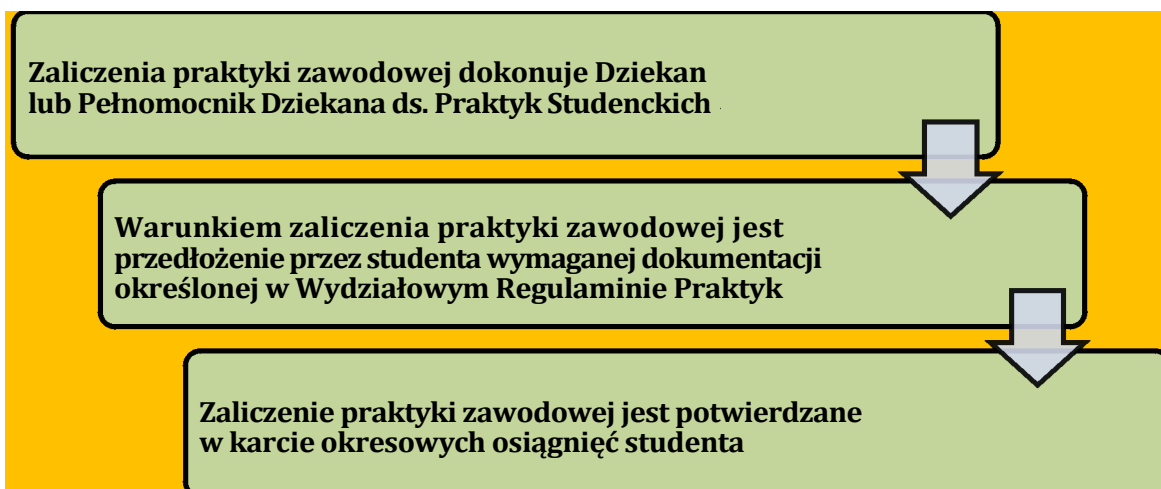 Zaliczenia praktyki zawodowej dokonuje Dziekan
lub Pełnomocnik Dziekana ds. Praktyk Studenckich
Warunkiem zaliczenia praktyki zawodowej jest
przedłożenie przez studenta wymaganej dokumentacji
określonej w Wydziałowym Regulaminie Praktyk
Zaliczenie praktyki zawodowej jest potwierdzane
w karcie okresowych osiągnięć studenta